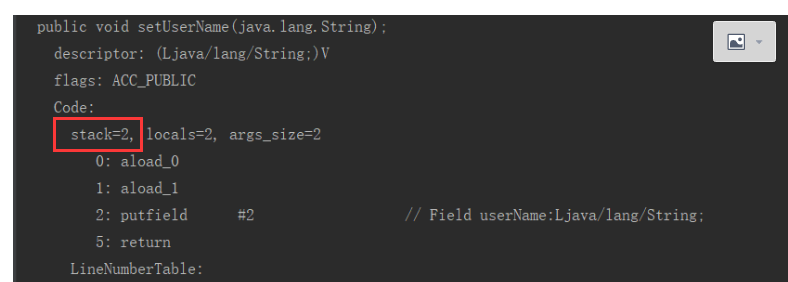 public void setUserName(java.lang.String);
descriptor: (Ljava/lang/String;)V
flags: ACC_PUBLIC
Code:
stack=2, locals=2, args_size=2
0: aload_0
1: aload_1
2: putfield #2 // Field userName:Ljava/lang/String;
5: return
LineNumberTable: